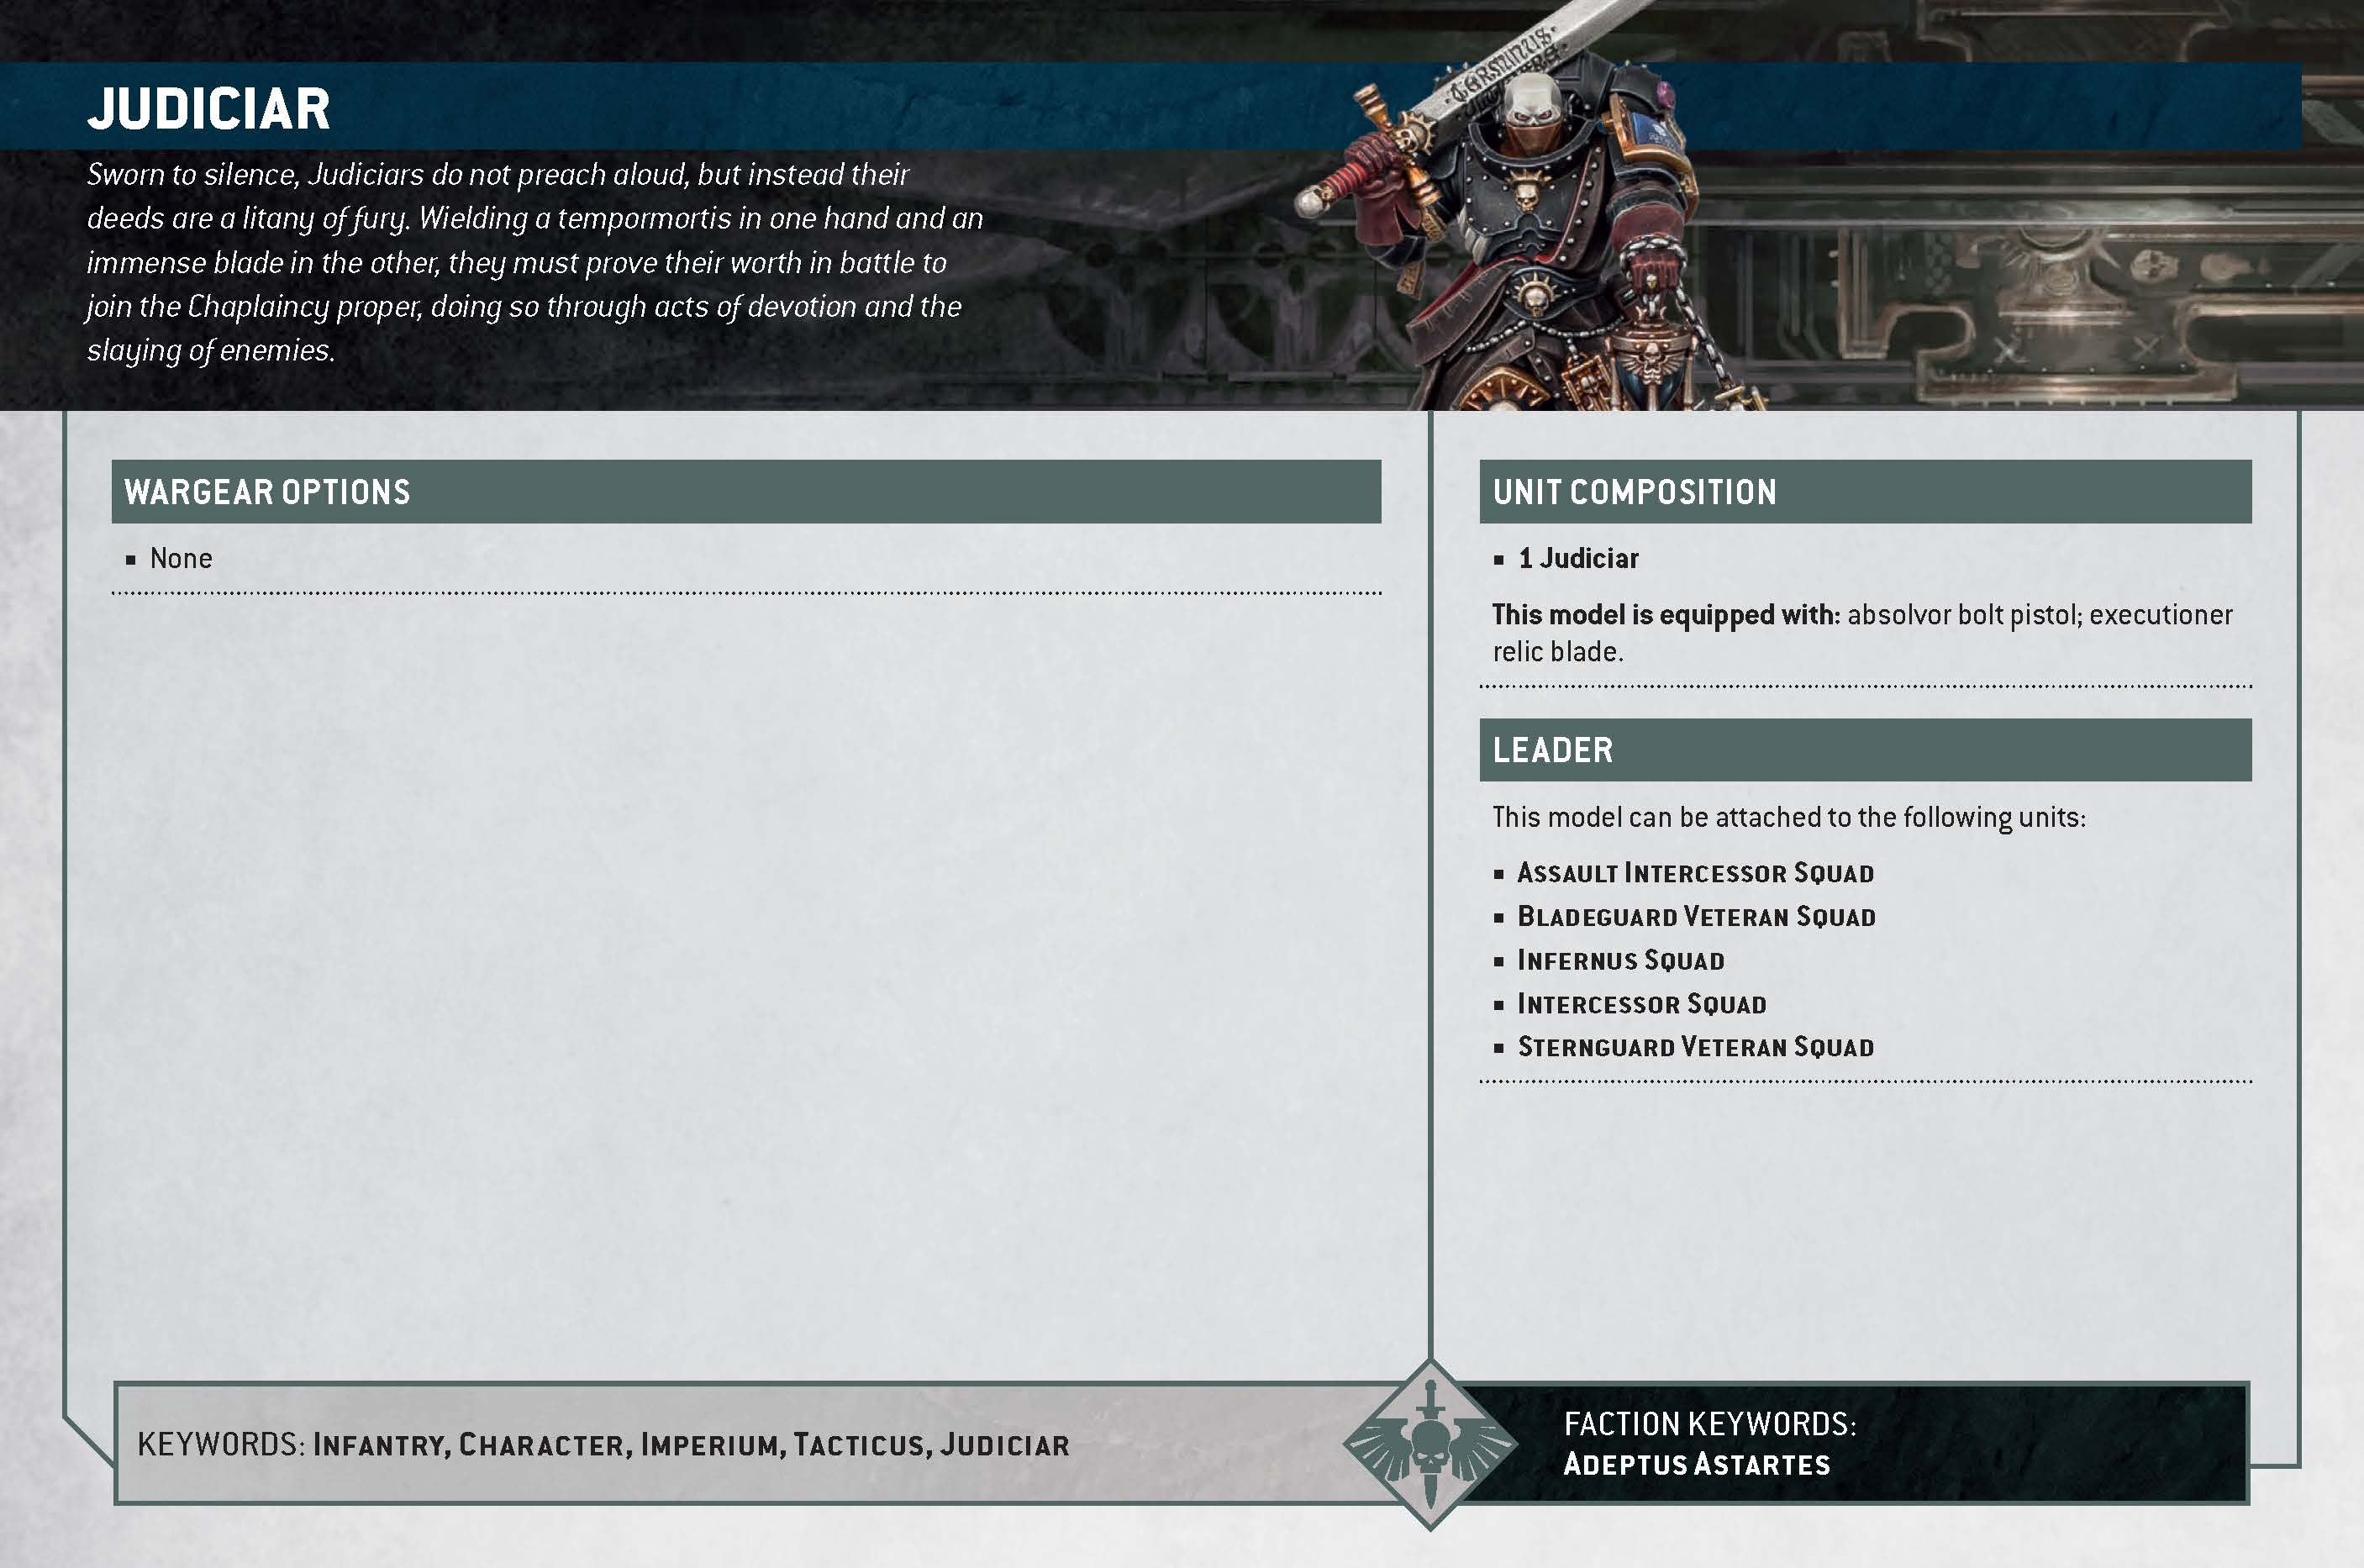 JUDICIAR
Sworn to silence, Judiciars do not preach aloud, but instead their
deeds are a litany of fury. Wielding a tempormortis in one hand and an
immense blade in the other, they must prove their worth in battle to
join the Chaplaincy proper, doing so through acts of devotion and the
slaying of enemies.
WARGEAR OPTIONS
▪ None
UNIT COMPOSITION
▪ 1 Judiciar
This model is equipped with: absolvor bolt pistol; executioner
relic blade.
LEADER
This model can be attached to the following units:
▪ ASSAULT INTERCESSOR SQUAD
▪ BLADEGUARD VETERAN SQUAD
▪ INFERNUS SQUAD
▪ INTERCESSOR SQUAD
▪ STERNGUARD VETERAN SQUAD
KEYWORDS: INFANTRY, CHARACTER, IMPERIUM, TACTICUS, JUDICIAR
FACTION KEYWORDS:
ADEPTUS ASTARTES